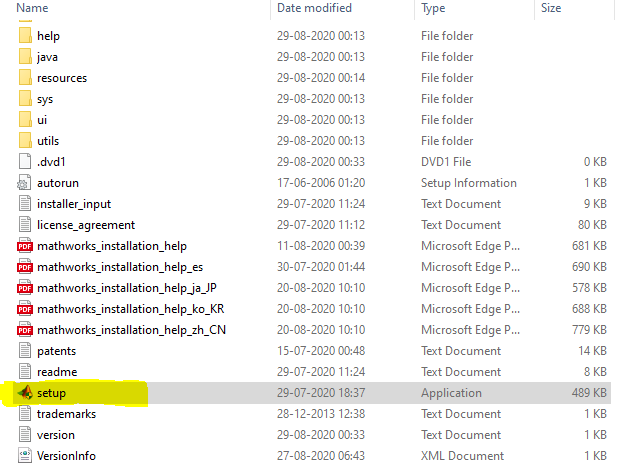 Name Date modified Type Size
help 29-08-2020 00:13 File folder
java 29-08-2020 00:13 File folder
resources 29-08-2020 00:14 File folder
sys 29-08-2020 00:13 File folder
ui 29-08-2020 00:13 File folder
utils 29-08-2020 00:13 File folder
.dvd1 29-08-2020 00:33 DVD1 File 0 KB
autorun 17-06-2006 01:20 Setup Information 1 KB
installer_input 29-07-2020 11:24 Text Document 9 KB
license_agreement 29-07-2020 11:12 Text Document 80 KB
PDF mathworks_installation_help 11-08-2020 00:39 Microsoft Edge P... 681 KB
PDF mathworks_installation_help_es 30-07-2020 01:44 Microsoft Edge P... 690 KB
PDF mathworks_installation_help_ja_JP 20-08-2020 10:10 Microsoft Edge P... 578 KB
PDF mathworks_installation_help_ko_KR 20-08-2020 10:10 Microsoft Edge P... 688 KB
PDF mathworks_installation_help_zh_CN 20-08-2020 10:10 Microsoft Edge P... 779 KB
patents 15-07-2020 00:48 Text Document 14 KB
readme 29-07-2020 11:24 Text Document 8 KB
setup 29-07-2020 18:37 Application 489 KB
trademarks 28-12-2013 12:38 Text Document 1 KB
version 29-08-2020 00:33 Text Document 1 KB
VersionInfo 27-08-2020 06:43 XML Document 1 KB